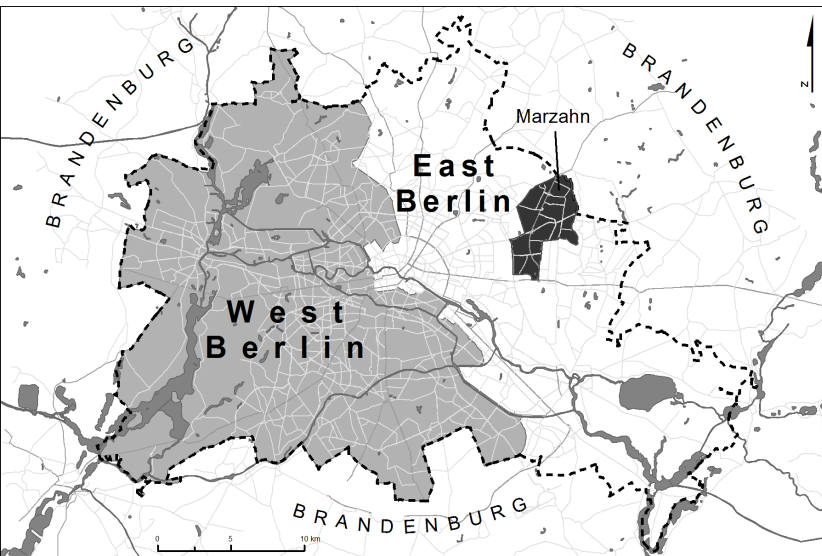 BRANDENBURG
BRANDENBURG
N
Marzahn
East
Berlin
West
Berlin
BRANDENBURG
0 5 10 km